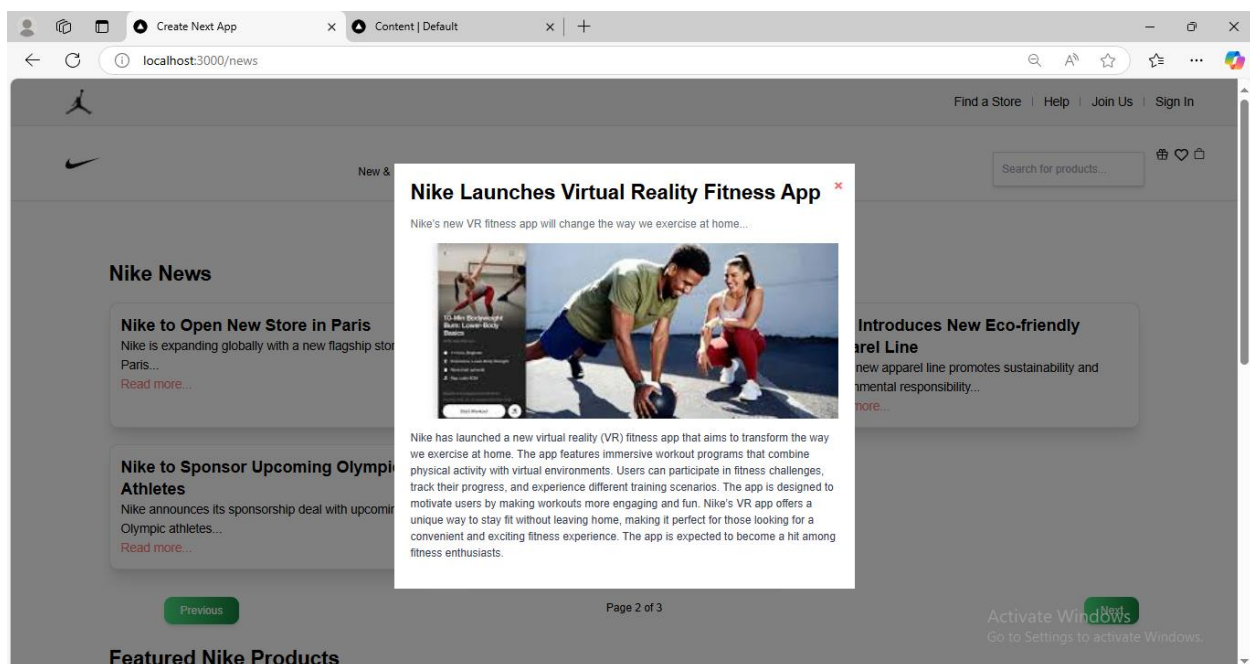 Create Next App
Content | Default
localhost:3000/news
Find a Store | Help | Join Us | Sign In
New &
Search for products...
Nike News
Nike to Open New Store in Paris
Nike is expanding globally with a new flagship stor
Paris...
Read more...
Introduces New Eco-friendly
arel Line
new apparel line promotes sustainability and
nmental responsibility...
more...
Nike to Sponsor Upcoming Olympi
Athletes
Nike announces its sponsorship deal with upcomin
Olympic athletes...
Read more...
Nike Launches Virtual Reality Fitness App
Nike's new VR fitness app will change the way we exercise at home...
10-Min Bodyweight
Burn: Lower-Body
Basics
Start Workout
Nike has launched a new virtual reality (VR) fitness app that aims to transform the way
we exercise at home. The app features immersive workout programs that combine
physical activity with virtual environments. Users can participate in fitness challenges,
track their progress, and experience different training scenarios. The app is designed to
motivate users by making workouts more engaging and fun. Nike's VR app offers a
unique way to stay fit without leaving home, making it perfect for those looking for a
convenient and exciting fitness experience. The app is expected to become a hit among
fitness enthusiasts.
Previous
Page 2 of 3
Next
Activate Windows
Go to Settings to activate Windows.
Featured Nike Products